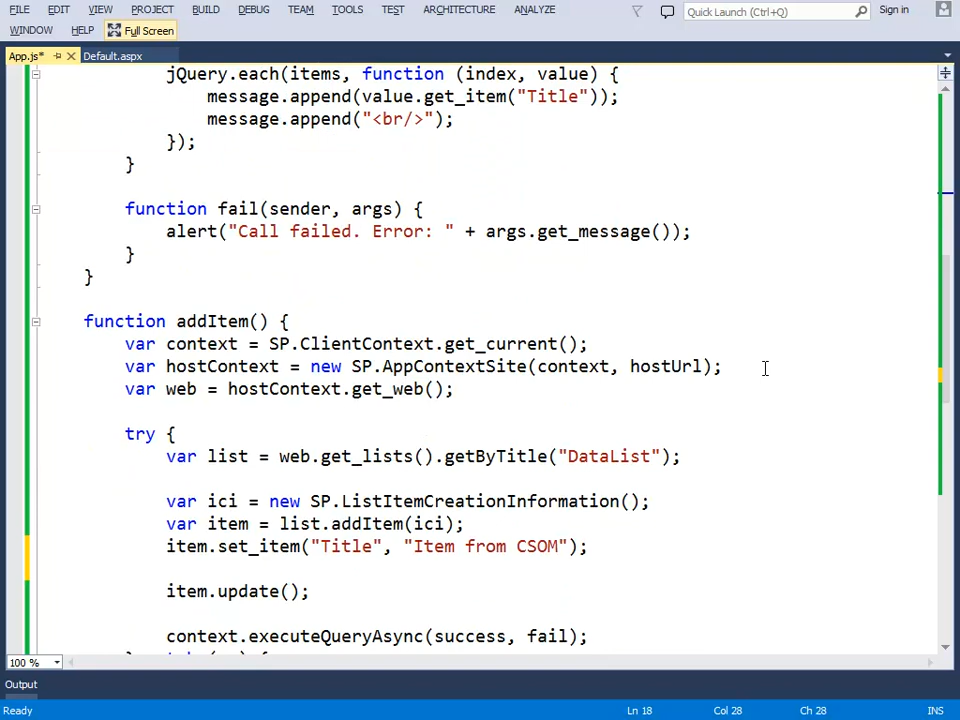 FILE EDIT VIEW PROJECT BUILD DEBUG TEAM TOOLS TEST ARCHITECTURE ANALYZE Quick Launch (Ctrl+Q) Sign in
WINDOW HELP Full Screen
App.js* Default.aspx
jQuery.each(items, function (index, value) {
message.append(value.get_item("Title"));
message.append("<br/>");
});
}
function fail(sender, args) {
alert("Call failed. Error: " + args.get_message());
}
}
function addItem() {
var context = SP.ClientContext.get_current();
var hostContext = new SP.AppContextSite(context, hostUrl);
var web = hostContext.get_web();
try {
var list = web.get_lists().getByTitle("DataList");
var ici = new SP.ListItemCreationInformation();
var item = list.addItem(ici);
item.set_item("Title", "Item from CSOM");
item.update();
context.executeQueryAsync(success, fail);
100 %
Output
Ready Ln 18 Col 28 Ch 28 INS